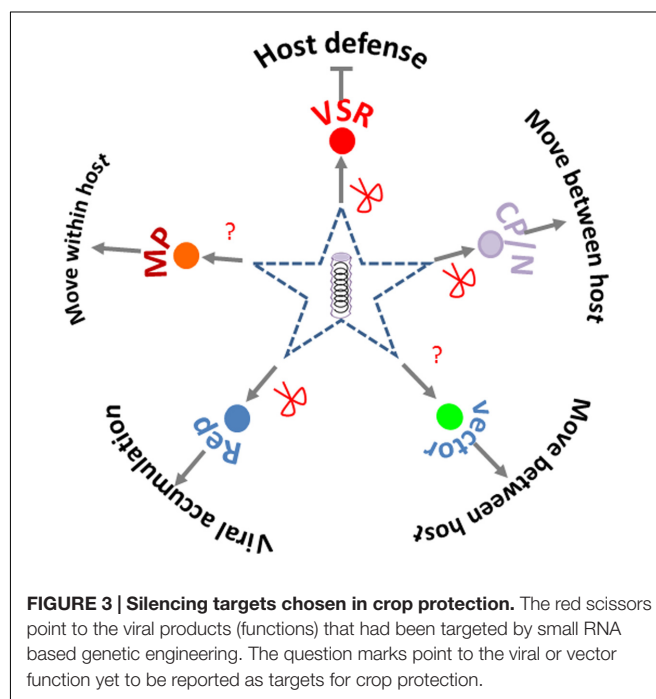 Host defense
VSR
Move within host
MP
?
CP/N
Move between host
?
Rep
Viral accumulation
vector
Move between host
FIGURE 3 | Silencing targets chosen in crop protection. The red scissors
point to the viral products (functions) that had been targeted by small RNA
based genetic engineering. The question marks point to the viral or vector
function yet to be reported as targets for crop protection.